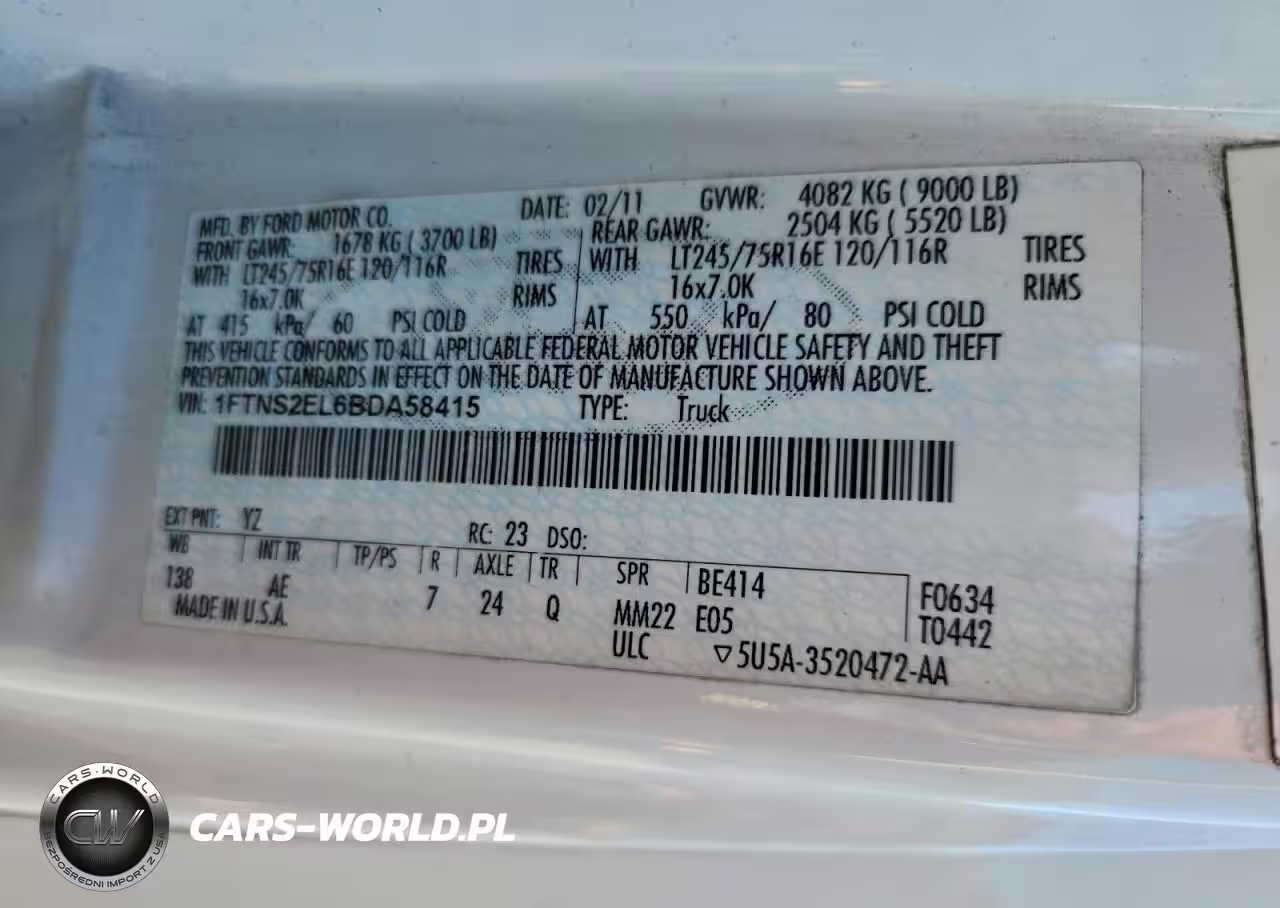 MFD. BY FORD MOTOR CO. DATE: 02/11 GVWR: 4082 KG ( 9000 LB)
FRONT GAWR: 1678 KG ( 3700 LB) REAR GAWR: 2504 KG ( 5520 LB)
WITH LT245/75R16E 120/116R TIRES WITH LT245/75R16E 120/116R TIRES
16x7.0K RIMS 16x7.0K RIMS
AT 415 kPa/ 60 PSI COLD AT 550 kPa/ 80 PSI COLD
THIS VEHICLE CONFORMS TO ALL APPLICABLE FEDERAL MOTOR VEHICLE SAFETY AND THEFT
PREVENTION STANDARDS IN EFFECT ON THE DATE OF MANUFACTURE SHOWN ABOVE.
VIN: 1FTNS2EL6BDA58415 TYPE: Truck
EXT PNT: YZ RC: 23 DSO:
WB INT TR TP/PS R AXLE TR SPR BE414 F0634
138 AE 7 24 Q MM22 E05 T0442
MADE IN U.S.A. ULC ▽5U5A-3520472-AA
CARS-WORLD
CW
BEZPOŚREDNI IMPORT Z USA
CARS-WORLD.PL